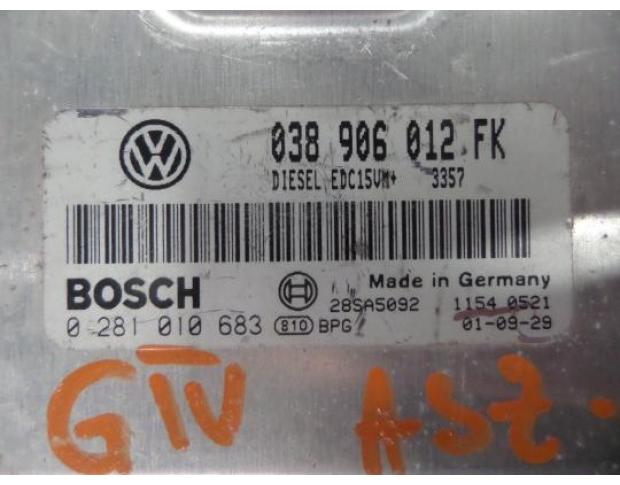 038 906 012 FK
DIESEL EDC15VM+ 3357
BOSCH
Made in Germany
28SA5092 1154 0521
0 281 010 683 810 BPG 01-09-29
GTV ASZ.